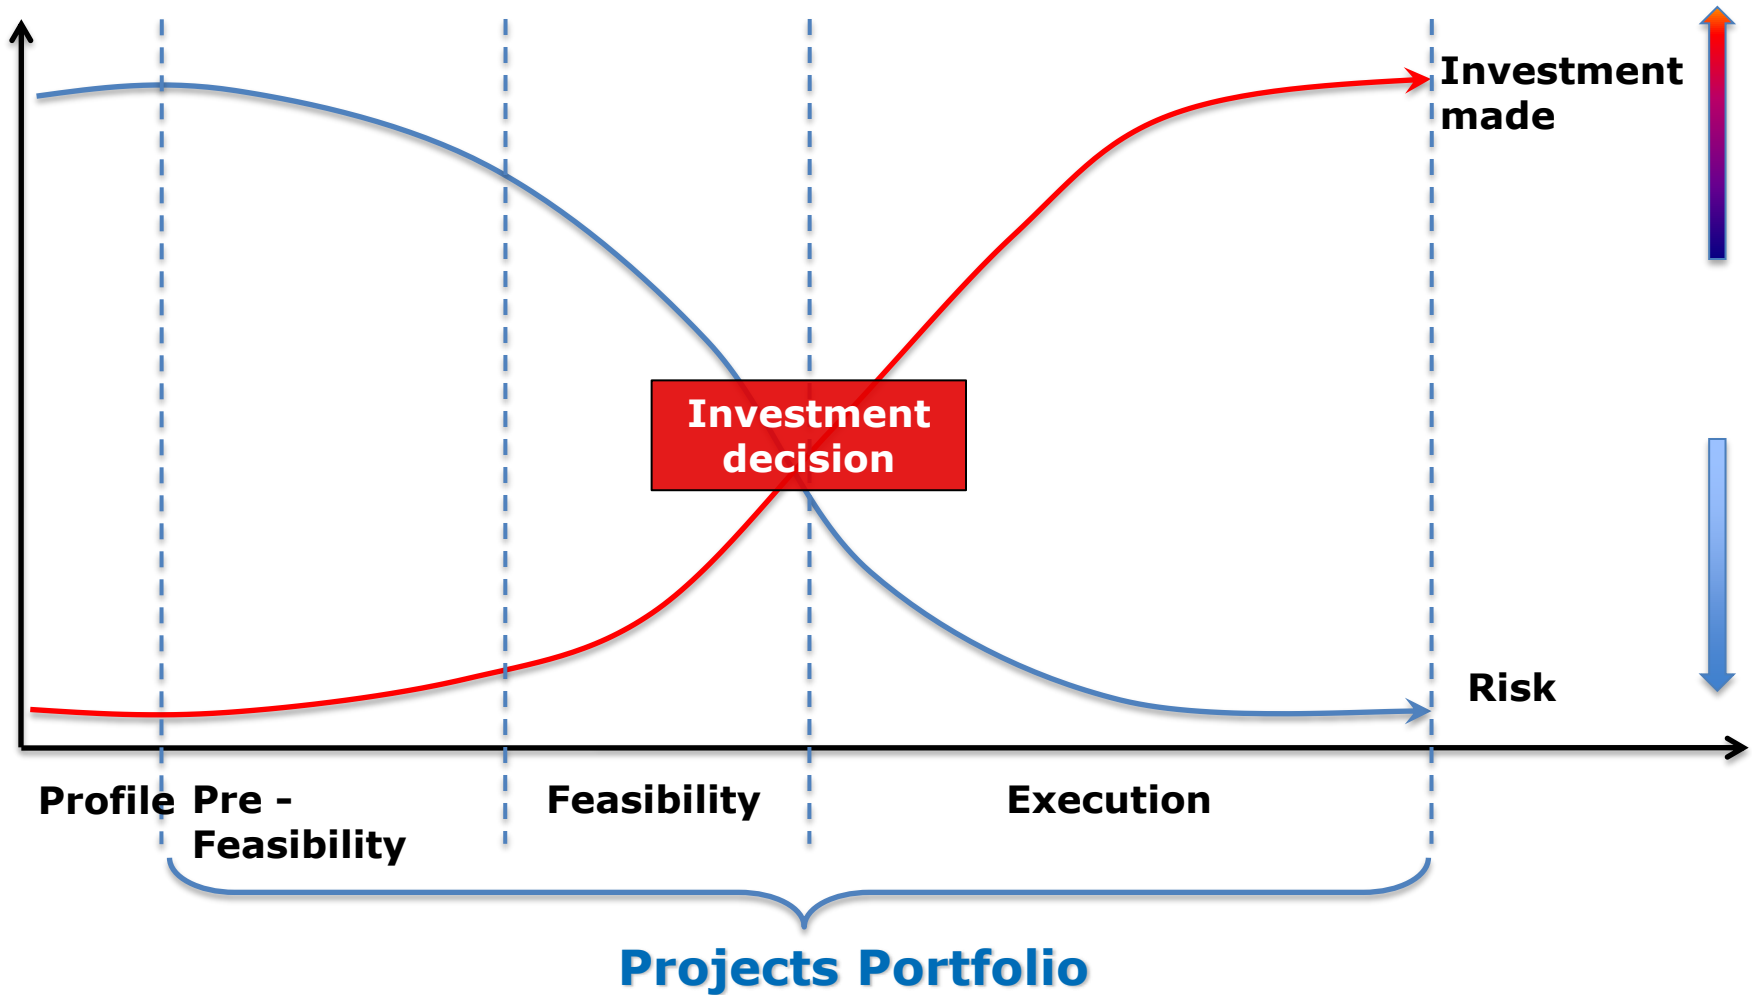 Investment
made
Investment
decision
Risk
Profile
Pre -
Feasibility
Feasibility
Execution
Projects Portfolio